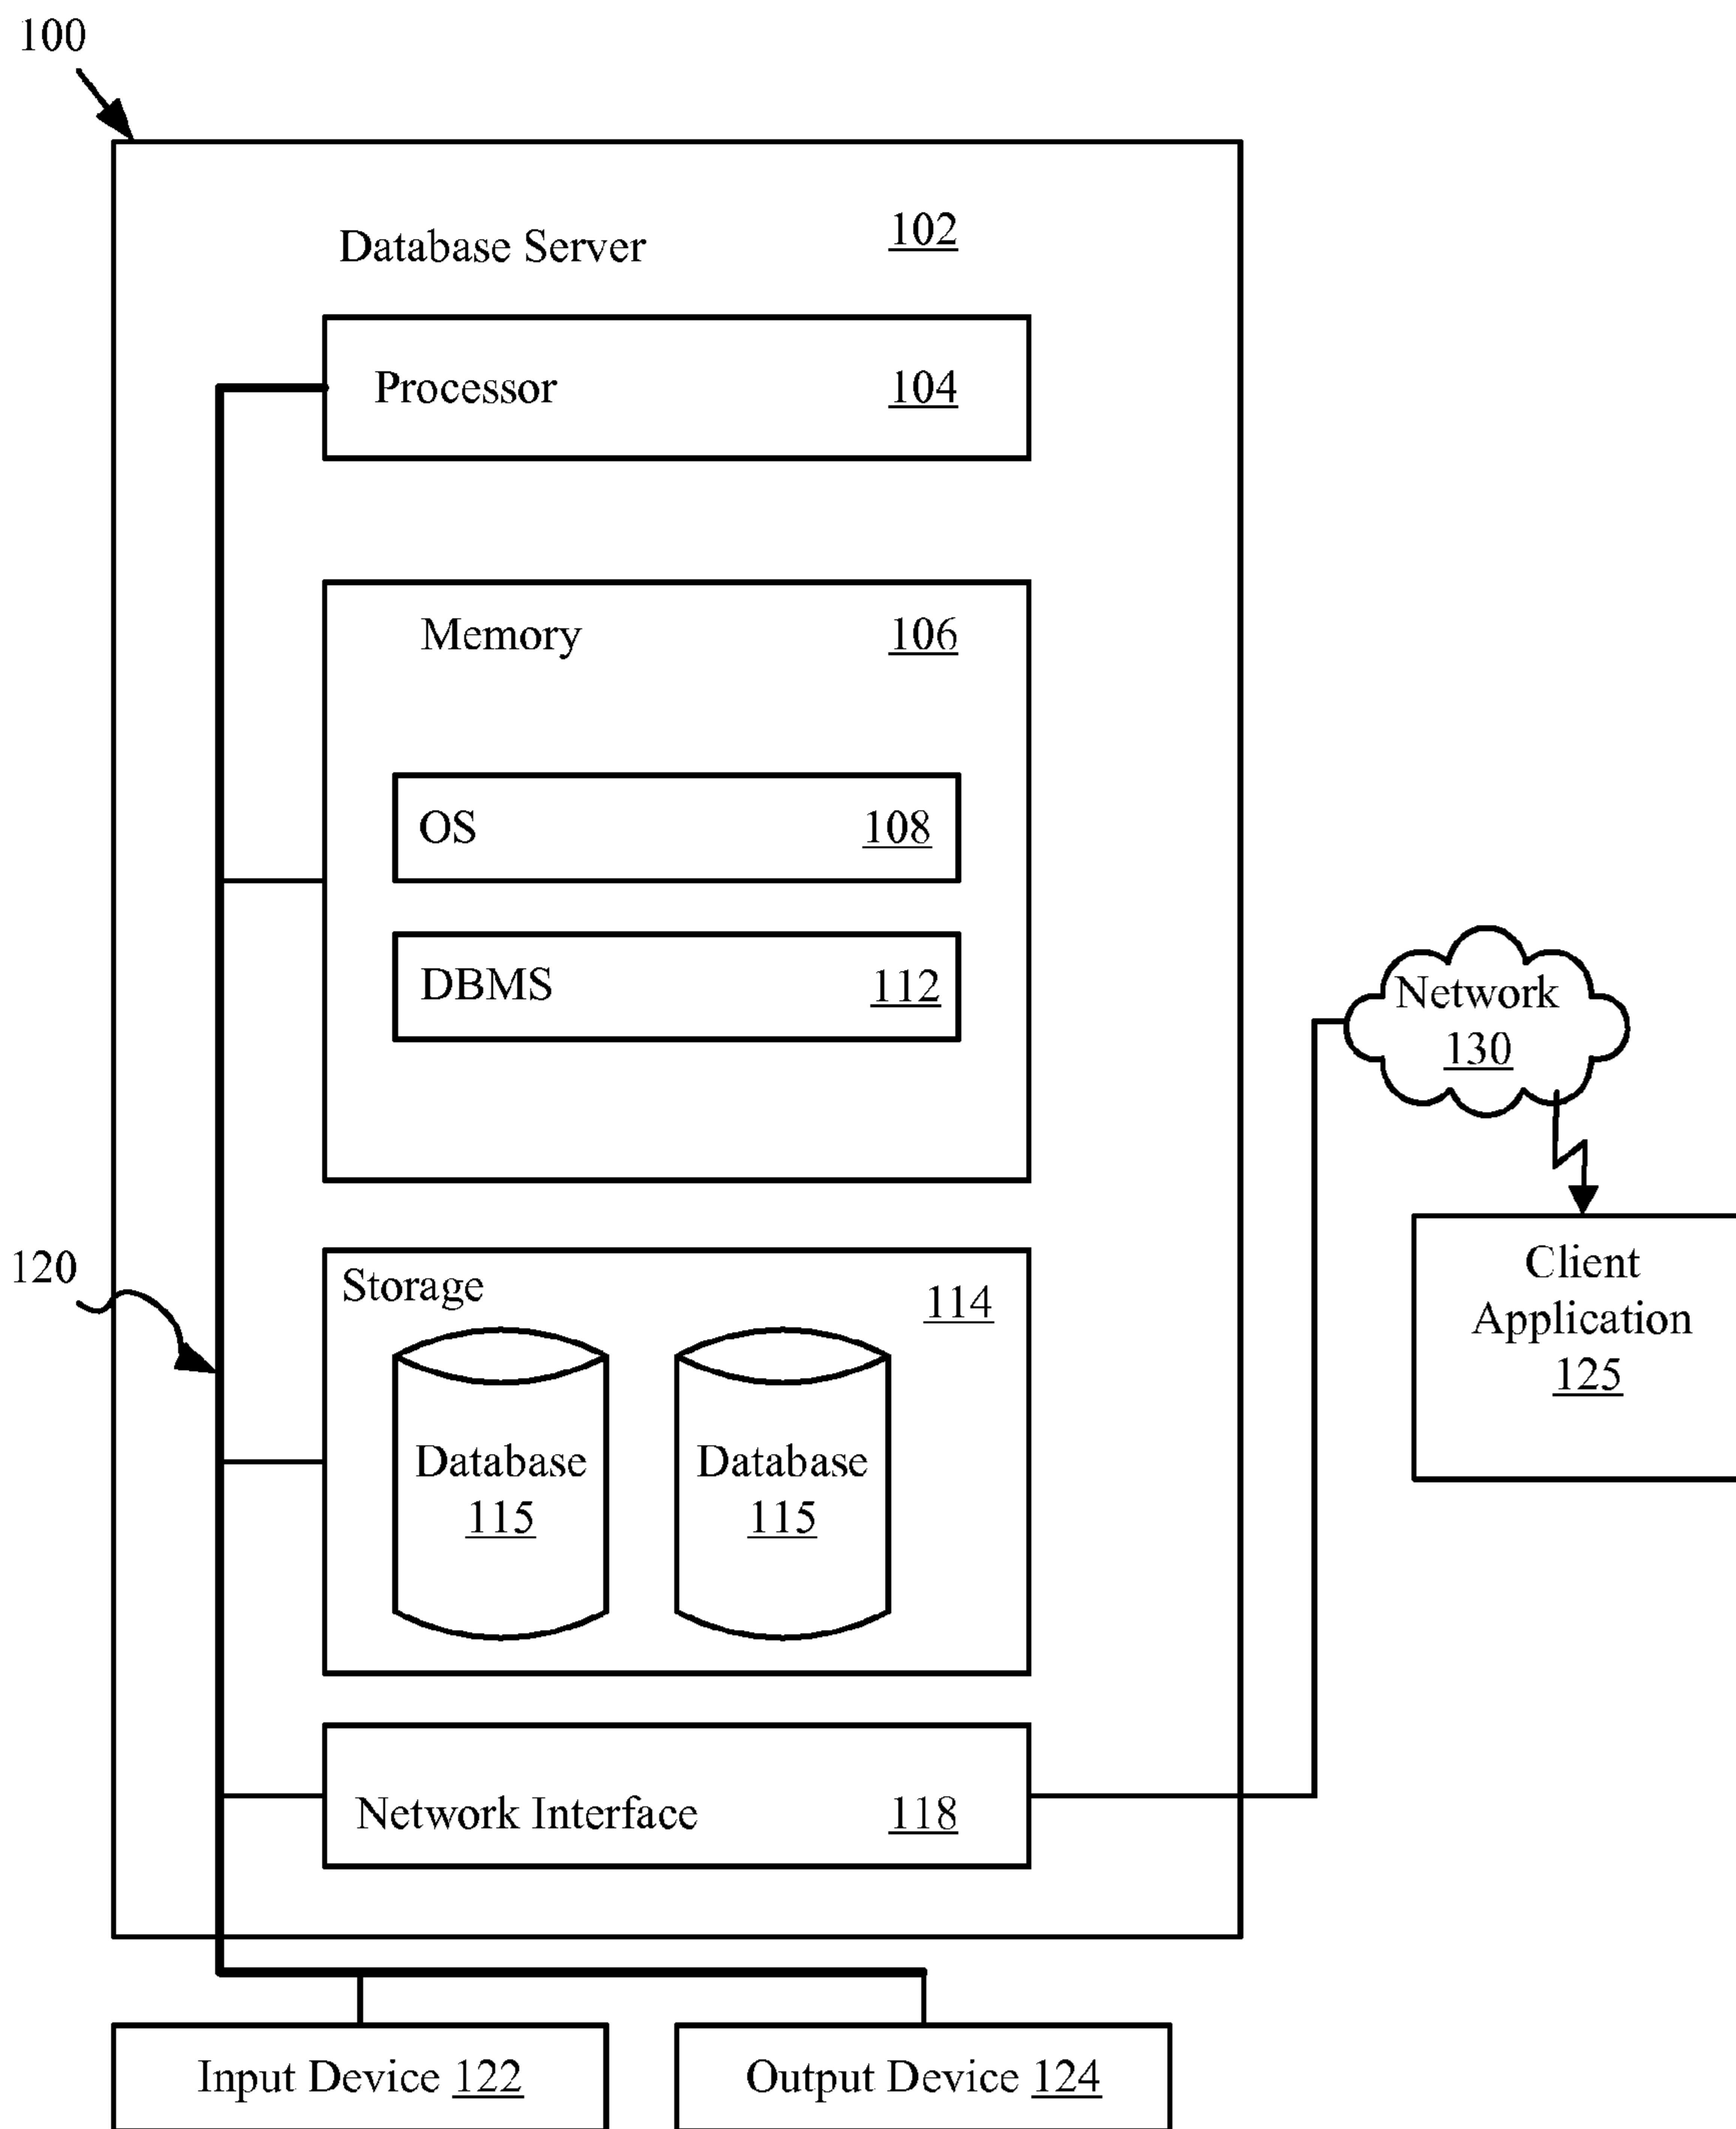 100
Database Server 102
Processor 104
Memory 106
OS 108
DBMS 112
Network
130
120
Storage 114
Client
Application
125
Database
115
Database
115
Network Interface 118
Input Device 122
Output Device 124